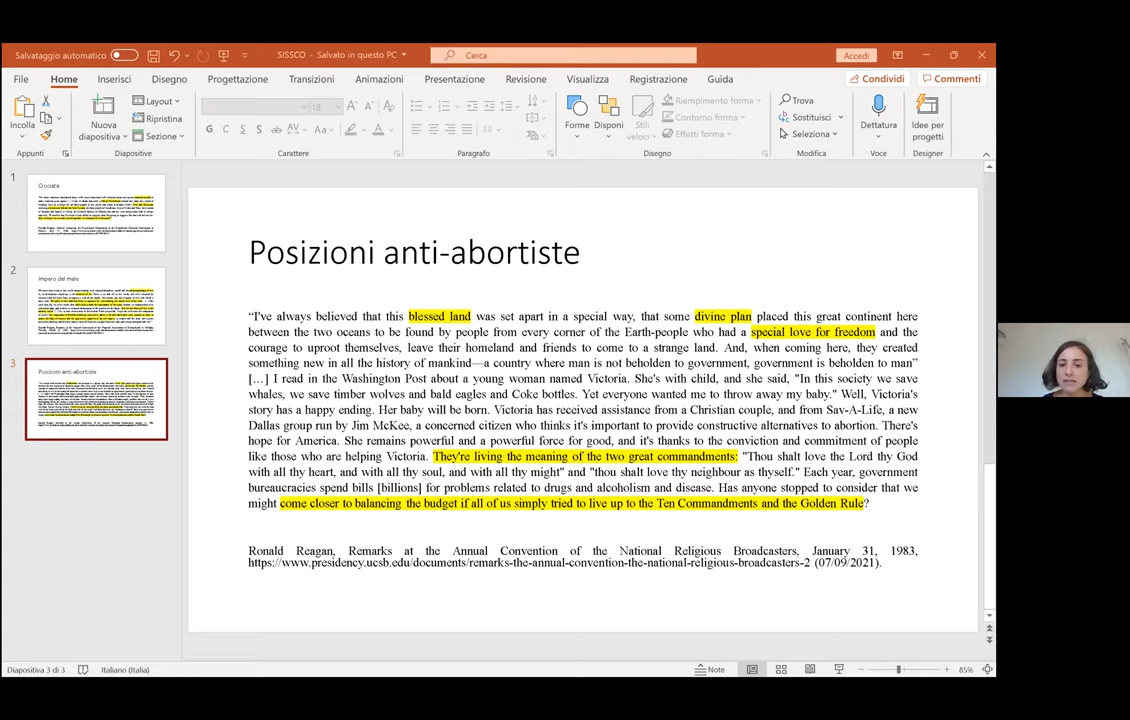 Salvataggio automatico
SISSCO - Salvato in questo PC
Cerca
Accedi
File Home Inserisci Disegno Progettazione Transizioni Animazioni Presentazione Revisione Visualizza Registrazione Guida
Condividi Commenti
Incolla
Nuova
diapositiva
Layout
Ripristina
Sezione
18
G C S S ab AV Aa A
Forme
Disponi
Stili
veloci
Riempimento forma
Contorno forma
Effetti forma
Trova
Sostituisci
Seleziona
Dettatura
Idee per
progetti
Appunti Diapositive Carattere Paragrafo Disegno Modifica Voce Designer
1
Crociata
2
Impero del male
3
Posizioni anti-abortiste
Posizioni anti-abortiste
“I've always believed that this blessed land was set apart in a special way, that some divine plan placed this great continent here
between the two oceans to be found by people from every corner of the Earth-people who had a special love for freedom and the
courage to uproot themselves, leave their homeland and friends to come to a strange land. And, when coming here, they created
something new in all the history of mankind—a country where man is not beholden to government, government is beholden to man”
[…] I read in the Washington Post about a young woman named Victoria. She's with child, and she said, "In this society we save
whales, we save timber wolves and bald eagles and Coke bottles. Yet everyone wanted me to throw away my baby." Well, Victoria's
story has a happy ending. Her baby will be born. Victoria has received assistance from a Christian couple, and from Sav-A-Life, a new
Dallas group run by Jim McKee, a concerned citizen who thinks it's important to provide constructive alternatives to abortion. There's
hope for America. She remains powerful and a powerful force for good, and it's thanks to the conviction and commitment of people
like those who are helping Victoria. They're living the meaning of the two great commandments: "Thou shalt love the Lord thy God
with all thy heart, and with all thy soul, and with all thy might" and "thou shalt love thy neighbour as thyself." Each year, government
bureaucracies spend bills [billions] for problems related to drugs and alcoholism and disease. Has anyone stopped to consider that we
might come closer to balancing the budget if all of us simply tried to live up to the Ten Commandments and the Golden Rule?
Ronald Reagan, Remarks at the Annual Convention of the National Religious Broadcasters, January 31, 1983,
https://www.presidency.ucsb.edu/documents/remarks-the-annual-convention-the-national-religious-broadcasters-2 (07/09/2021).
Diapositiva 3 di 3
Italiano (Italia)
Note
85%